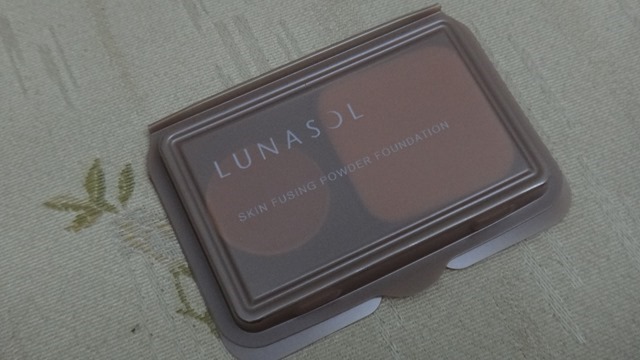 LUNASOL
SKIN FUSING POWDER FOUNDATION